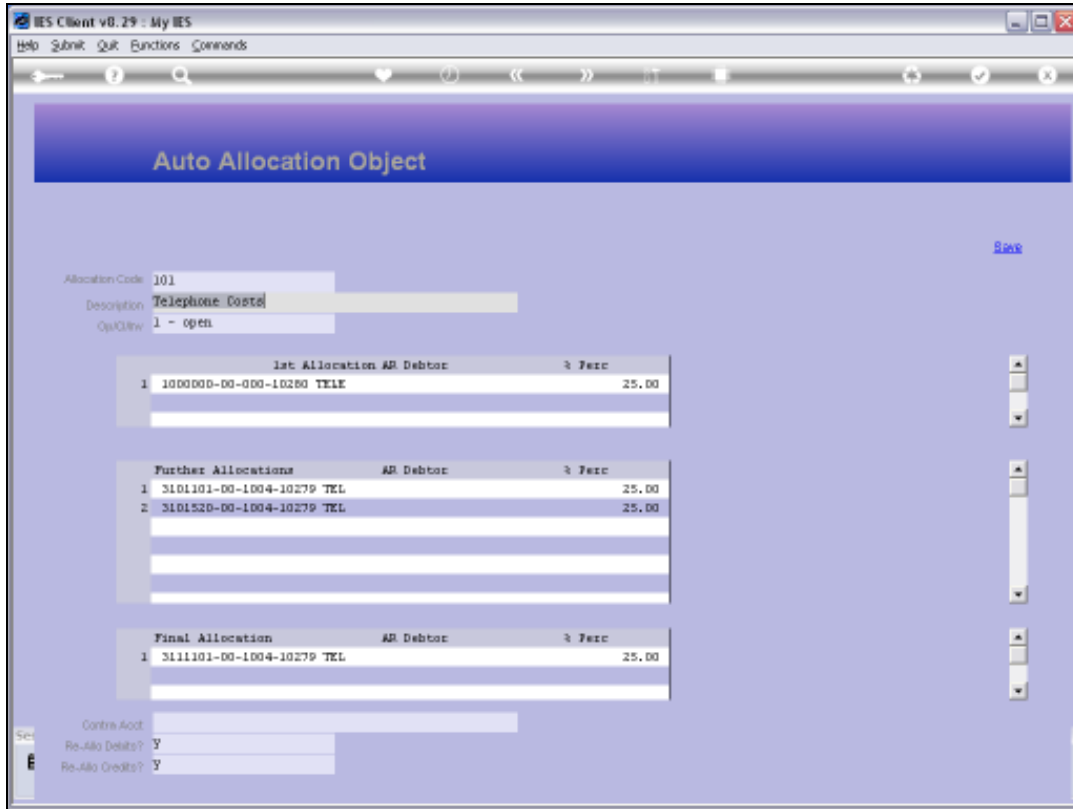 IES Client v8.29 : My IES
Help Submit Quit Functions Commands
Auto Allocation Object
Save
Allocation Code 101
Description Telephone Costs
Op/Cl/Inv 1 - open
1st Allocation AR Debtor % Perc
1 1000000-00-000-10280 TELE 25.00
Further Allocations AR Debtor % Perc
1 3101101-00-1004-10279 TEL 25.00
2 3101520-00-1004-10279 TEL 25.00
Final Allocation AR Debtor % Perc
1 3111101-00-1004-10279 TEL 25.00
Contra Acct
Re-Allo Debits? Y
Re-Allo Credits? Y